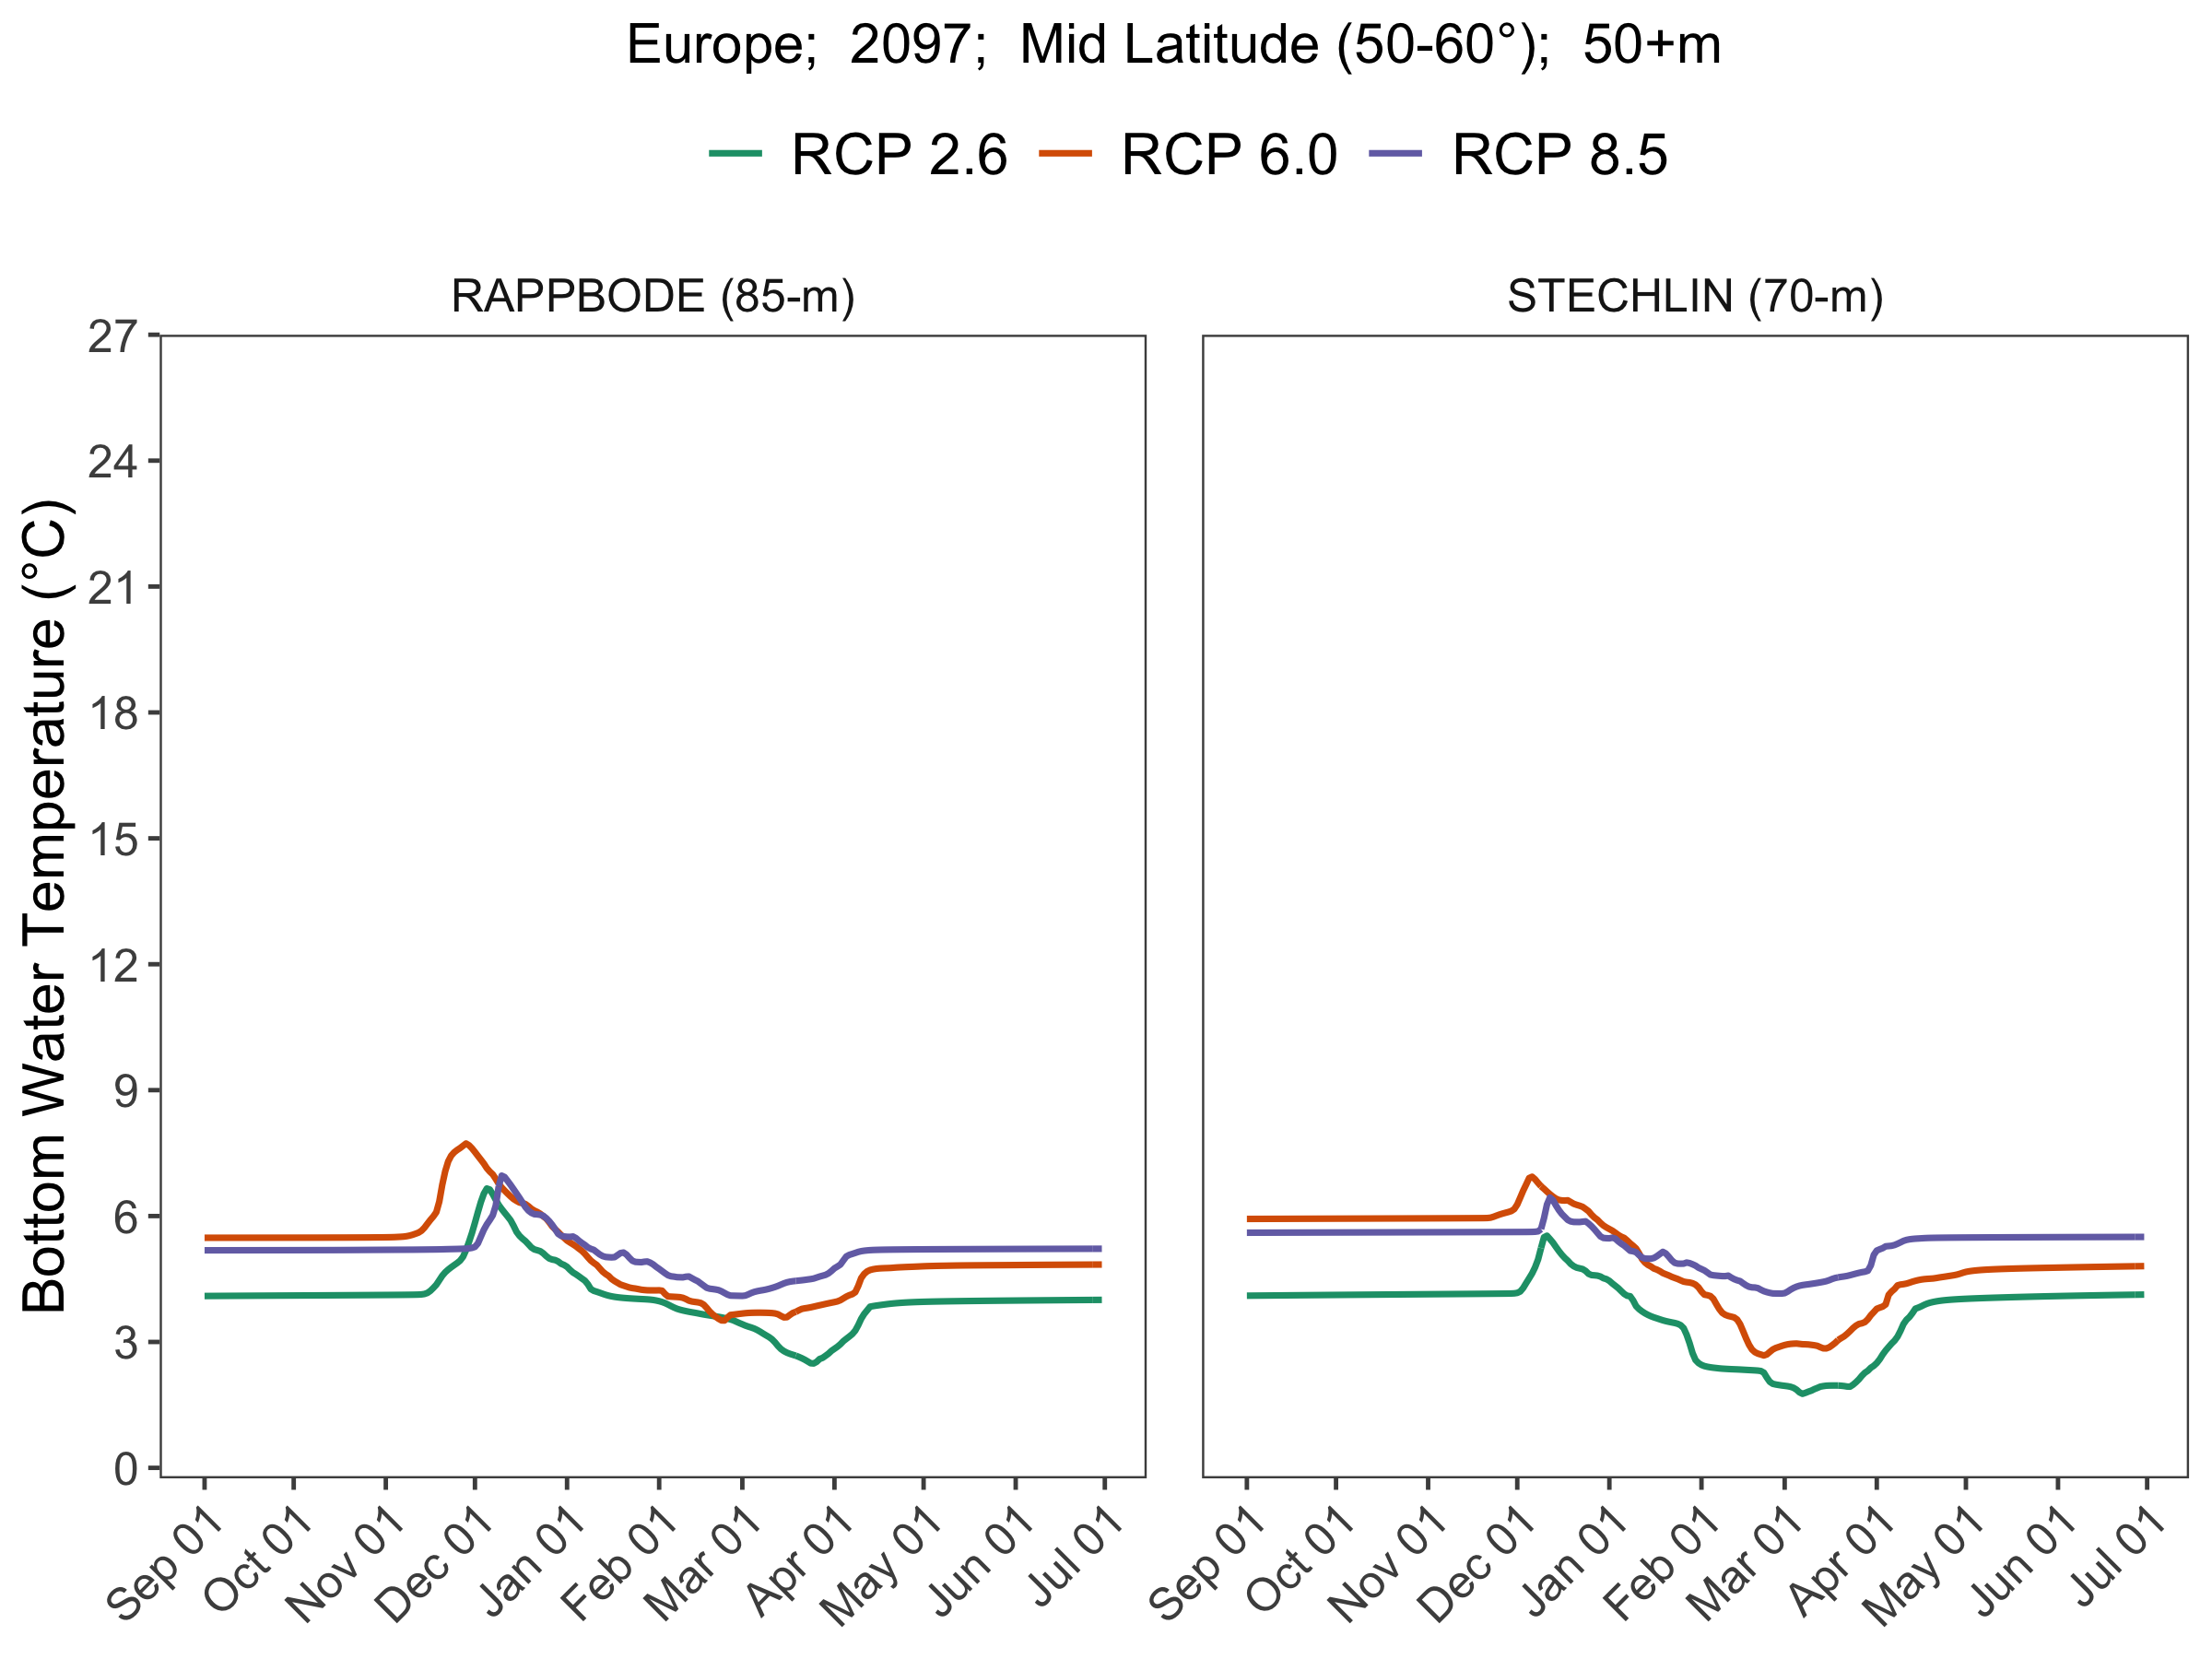 Europe; 2097; Mid Latitude (50-60°); 50+m
RCP 2.6 RCP 6.0 RCP 8.5
RAPPBODE (85-m) STECHLIN (70-m)
Bottom Water Temperature (°C)
27
24
21
18
15
12
9
6
3
0
Sep 01 Oct 01 Nov 01 Dec 01 Jan 01 Feb 01 Mar 01 Apr 01 May 01 Jun 01 Jul 01 Sep 01 Oct 01 Nov 01 Dec 01 Jan 01 Feb 01 Mar 01 Apr 01 May 01 Jun 01 Jul 01